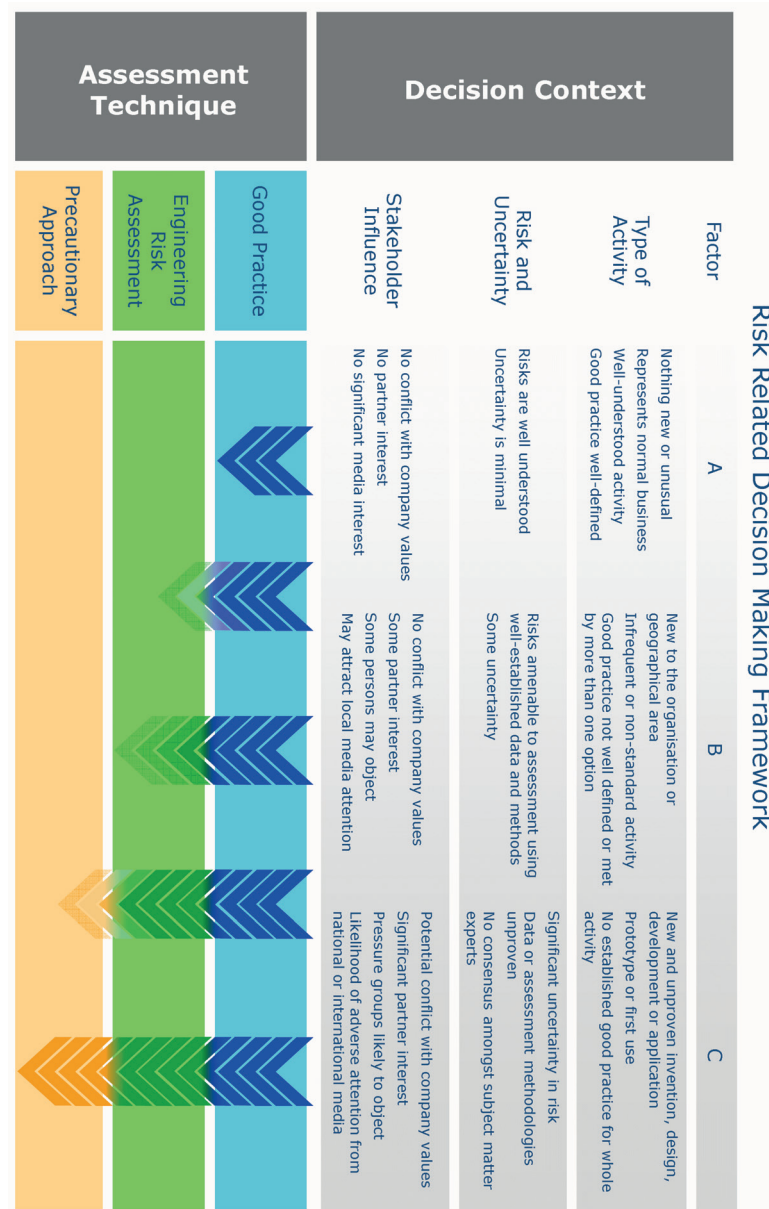 Risk Related Decision Making Framework
Decision Context
Factor
A
B
C
Type of
Activity
Nothing new or unusual
Represents normal business
Well-understood activity
Good practice well-defined
New to the organisation or
geographical area
Infrequent or non-standard activity
Good practice not well defined or met
by more than one option
New and unproven invention, design,
development or application
Prototype or first use
No established good practice for whole
activity
Risk and
Uncertainty
Risks are well understood
Uncertainty is minimal
Risks amenable to assessment using
well-established data and methods
Some uncertainty
Significant uncertainty in risk
Data or assessment methodologies
unproven
No consensus amongst subject matter
experts
Stakeholder
Influence
No conflict with company values
No partner interest
No significant media interest
No conflict with company values
Some partner interest
Some persons may object
May attract local media attention
Potential conflict with company values
Significant partner interest
Pressure groups likely to object
Likelihood of adverse attention from
national or international media
Assessment
Technique
Good Practice
Engineering
Risk
Assessment
Precautionary
Approach